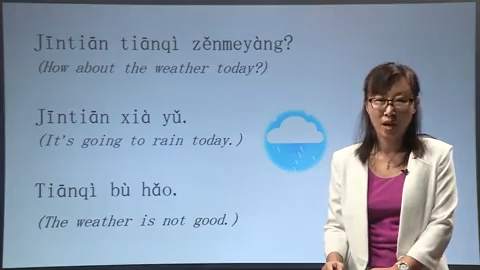 Jīntiān tiānqì zěnmeyàng?
(How about the weather today?)
Jīntiān xià yǔ.
(It's going to rain today.)
Tiānqì bù hǎo.
(The weather is not good.)